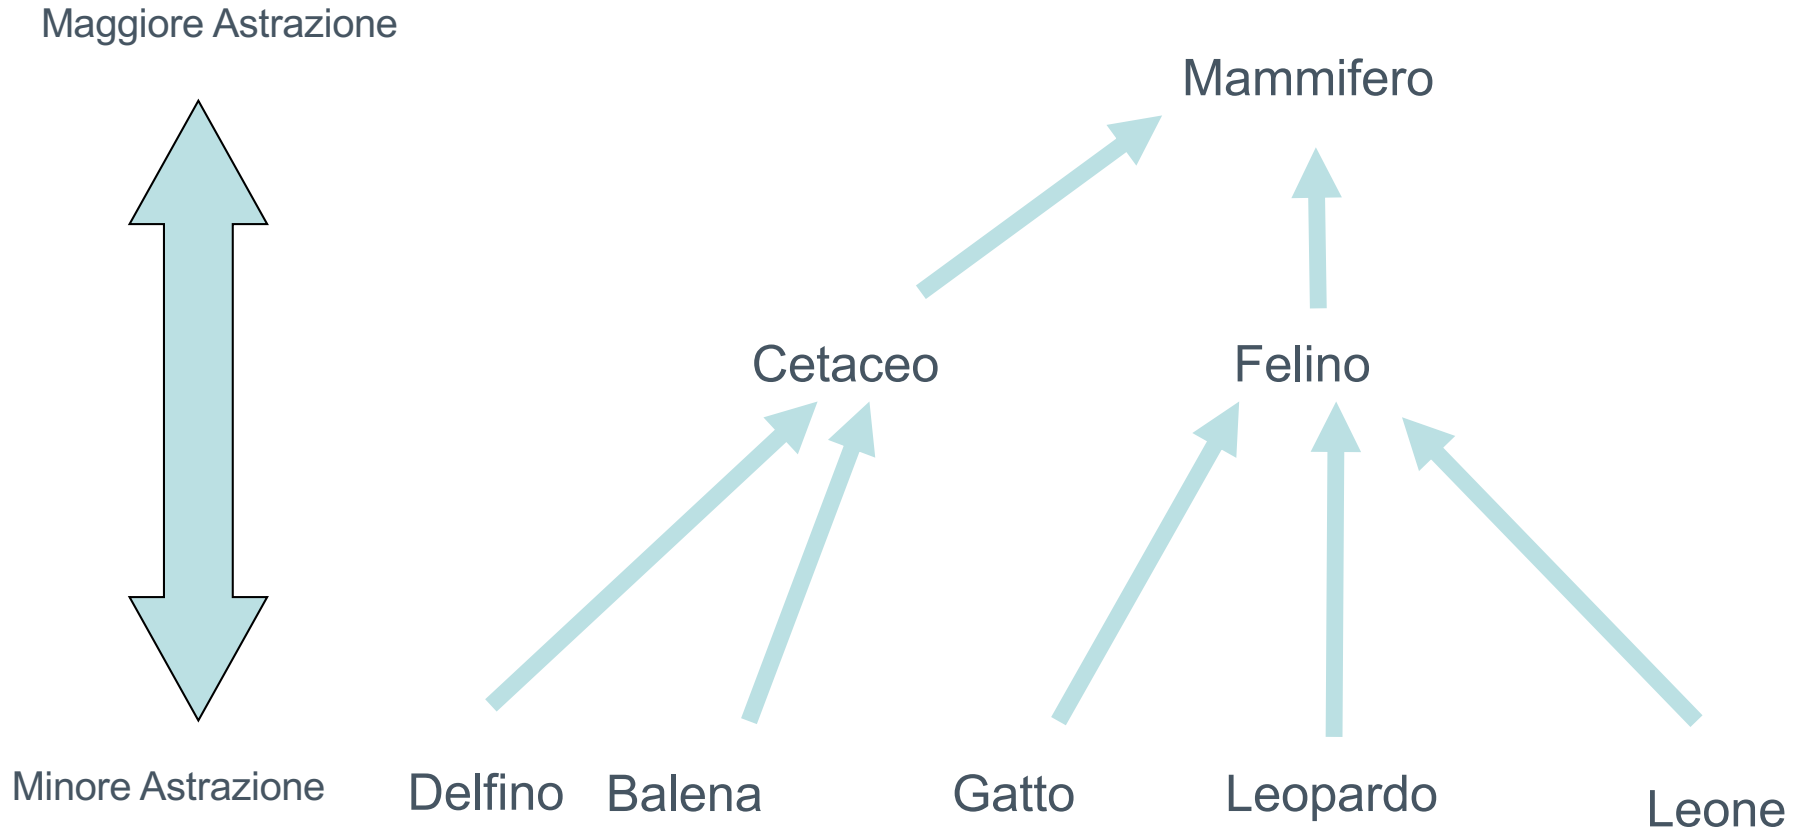 Maggiore Astrazione
Mammifero
Cetaceo
Felino
Minore Astrazione
Delfino
Balena
Gatto
Leopardo
Leone